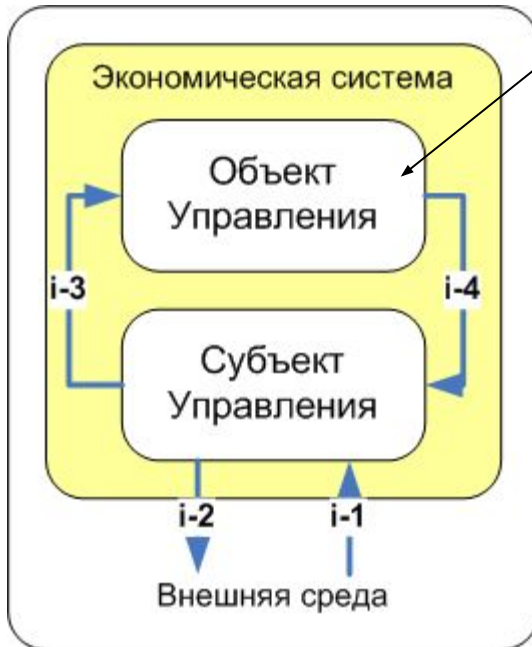 Экономическая система
Объект
Управления
i-3
i-4
Субъект
Управления
i-2
i-1
Внешняя среда